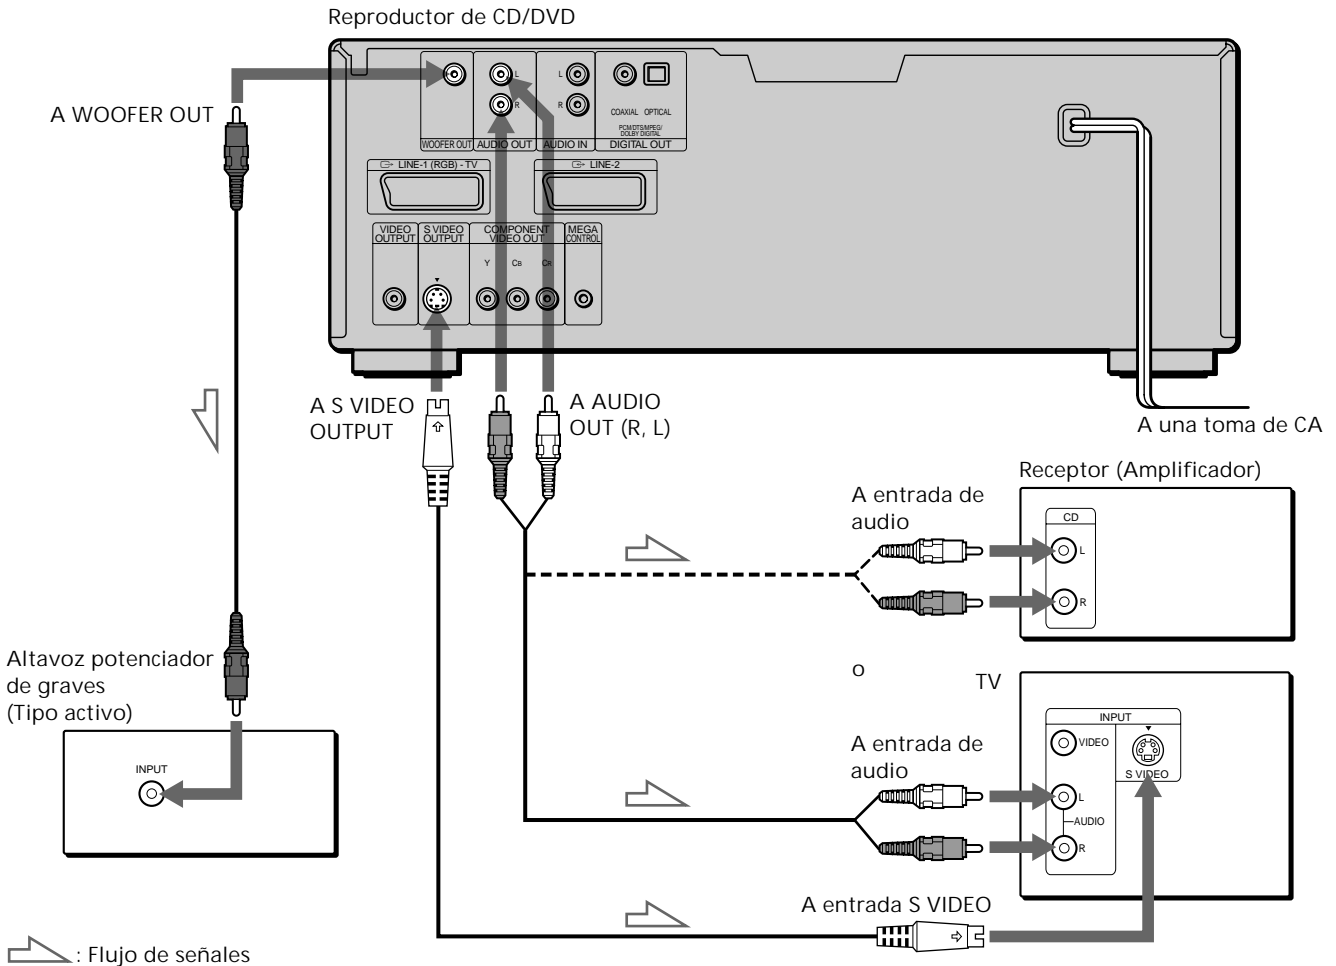 Reproductor de CD/DVD
A WOOFER OUT
L
R
L
R
COAXIAL OPTICAL
PCM/DTS/MPEG/
DOLBY DIGITAL
WOOFER OUT AUDIO OUT AUDIO IN DIGITAL OUT
LINE-1 (RGB) - TV
LINE-2
VIDEO OUTPUT
S VIDEO OUTPUT
COMPONENT VIDEO OUT
MEGA CONTROL
Y CB CR
A S VIDEO
OUTPUT
A AUDIO
OUT (R, L)
A una toma de CA
Receptor (Amplificador)
A entrada de
audio
CD
L
R
o
Altavoz potenciador
de graves
(Tipo activo)
INPUT
TV
INPUT
VIDEO
S VIDEO
A entrada de
audio
L
AUDIO
R
A entrada S VIDEO
: Flujo de señales